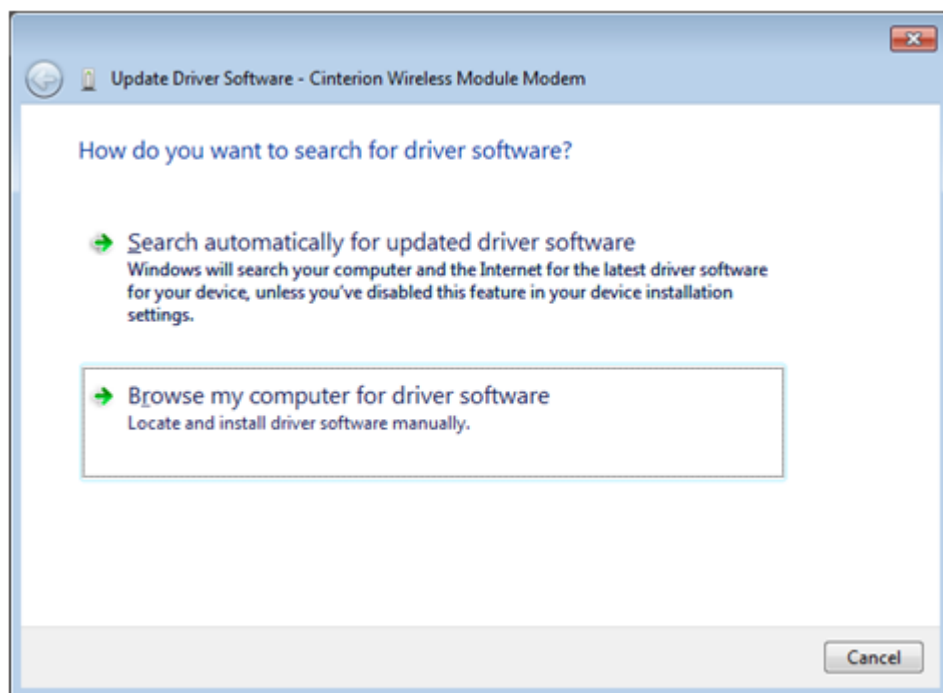 Update Driver Software - Cinterion Wireless Module Modem
How do you want to search for driver software?
Search automatically for updated driver software
Windows will search your computer and the Internet for the latest driver software
for your device, unless you've disabled this feature in your device installation
settings.
Browse my computer for driver software
Locate and install driver software manually.
Cancel